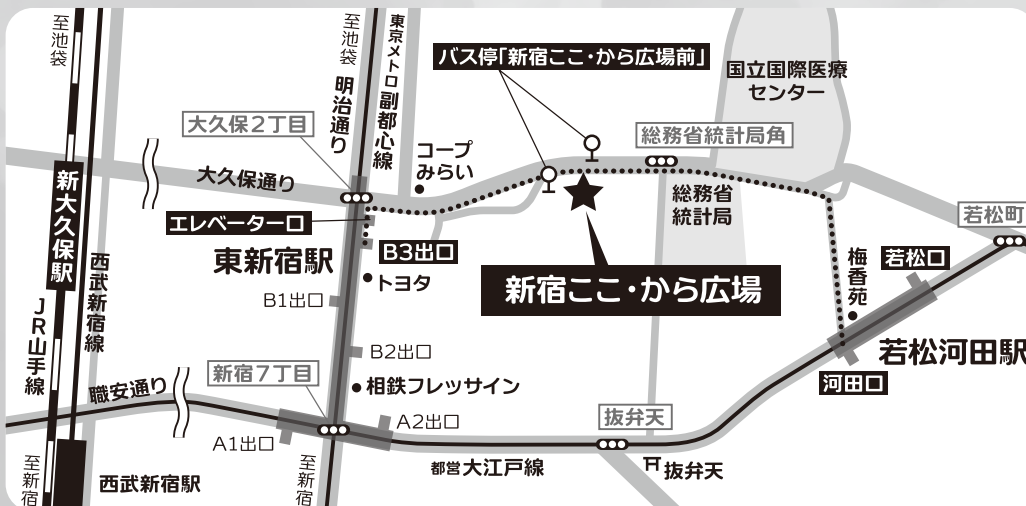 至池袋
至池袋
東京メトロ副都心線
明治通り
バス停「新宿ここ・から広場前」
国立国際医療
センター
大久保2丁目
総務省統計局角
コープ
みらい
大久保通り
新大久保駅
総務省
統計局
若松町
エレベーター口
東新宿駅
B3出口
トヨタ
新宿ここ・から広場
梅香苑
若松口
西武新宿線
JR山手線
B1出口
B2出口
若松河田駅
河田口
新宿7丁目
相鉄フレッサイン
職安通り
A1出口
A2出口
抜弁天
都営大江戸線
抜弁天
至新宿
西武新宿駅
至新宿